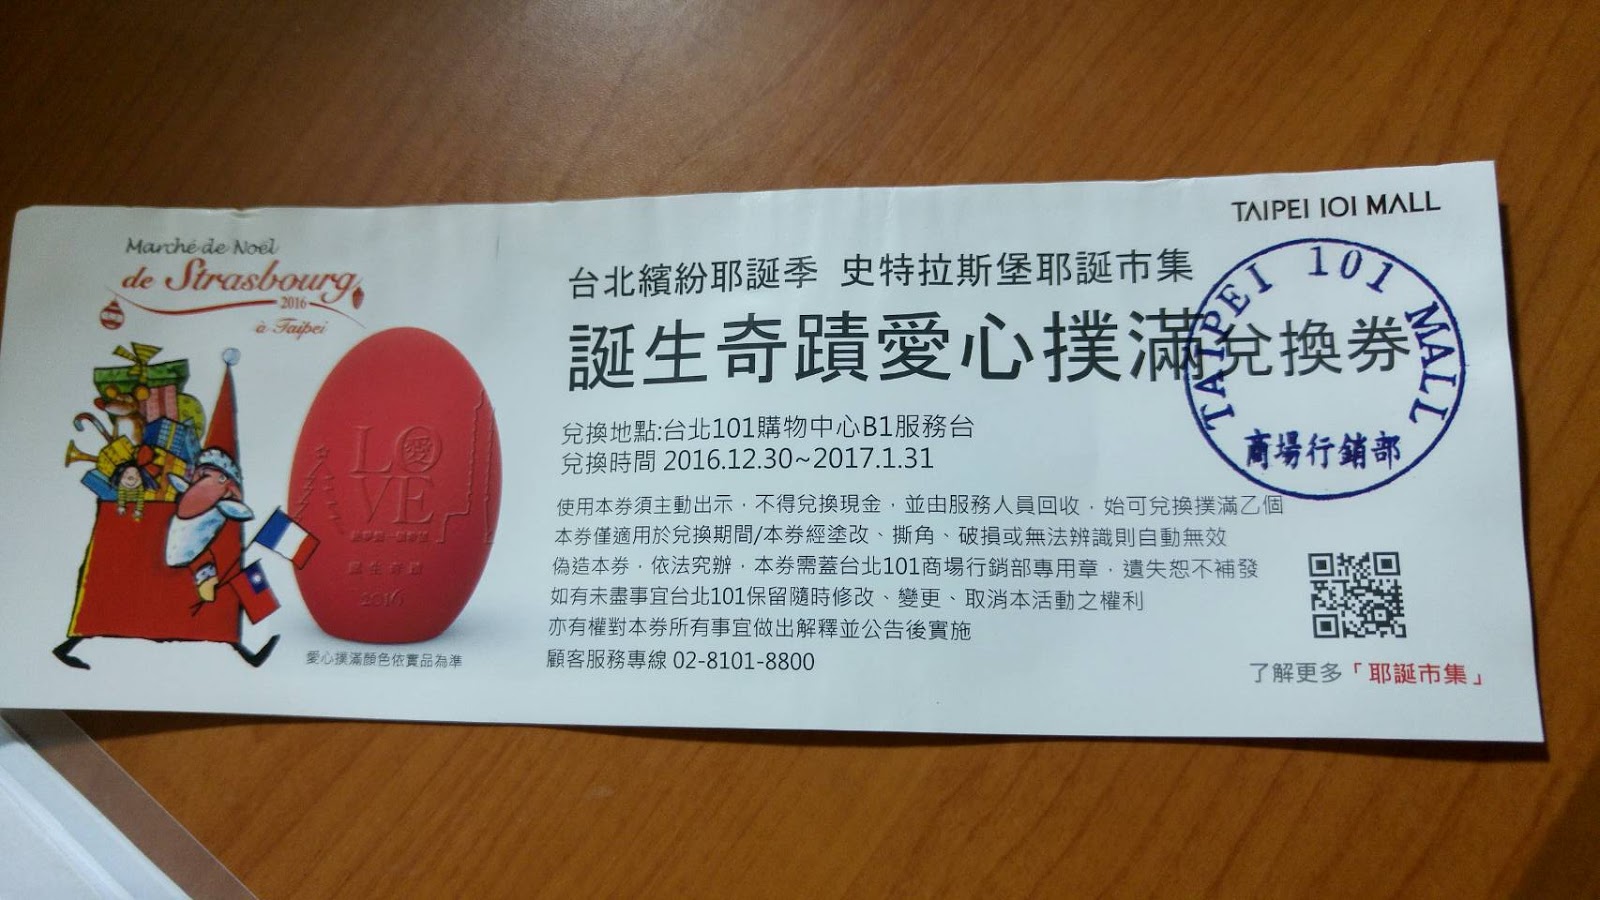 TAIPEI 101 MALL
Marché de Noël
de Strasbourg
2016
à Taipei
台北繽紛耶誕季 史特拉斯堡耶誕市集
誕生奇蹟愛心撲滿兌換券
TAIPEI 101 MALL
商場行銷部
兌換地點:台北101購物中心B1服務台
兌換時間 2016.12.30~2017.1.31
使用本券須主動出示，不得兌換現金，並由服務人員回收，始可兌換撲滿乙個
本券僅適用於兌換期間/本券經塗改、撕角、破損或無法辨識則自動無效
偽造本券，依法究辦，本券需蓋台北101商場行銷部專用章，遺失恕不補發
如有未盡事宜台北101保留隨時修改、變更、取消本活動之權利
亦有權對本券所有事宜做出解釋並公告後實施
顧客服務專線 02-8101-8800
LO愛
VE
誕生奇蹟
2016
愛心撲滿顏色依實品為準
了解更多「耶誕市集」